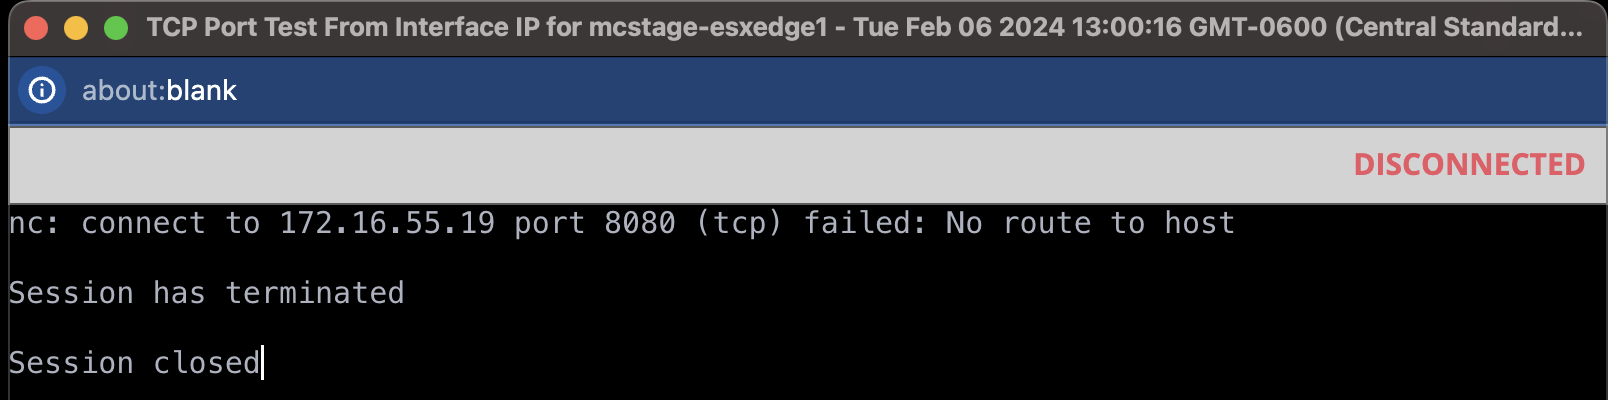 TCP Port Test From Interface IP for mcstage-esxedge1 - Tue Feb 06 2024 13:00:16 GMT-0600 (Central Standard...
about:blank
DISCONNECTED
nc: connect to 172.16.55.19 port 8080 (tcp) failed: No route to host
Session has terminated
Session closed